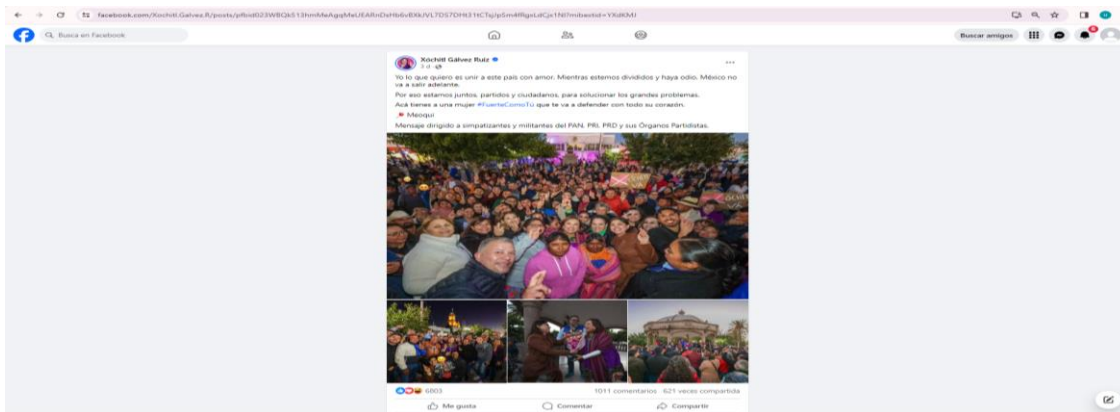 Busca en Facebook
Buscar amigos
Xóchitl Gálvez Ruiz
3 d
Yo lo que quiero es unir a este país con amor. Mientras estemos divididos y haya odio. México no
va a salir adelante.
Por eso estamos juntos, partidos y ciudadanos, para solucionar los grandes problemas.
Acá tienes a una mujer #FuerteComoTú que te va a defender con todo su corazón.
Meoqui
Mensaje dirigido a simpatizantes y militantes del PAN, PRI, PRD y sus Órganos Partidistas.
6803
1011 comentarios 621 veces compartida
Me gusta
Comentar
Compartir